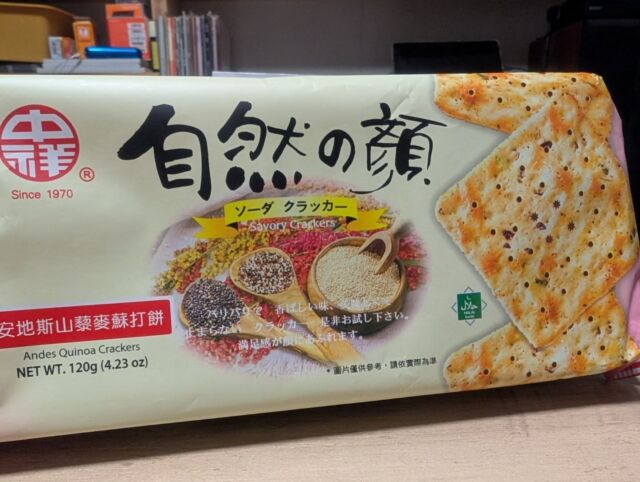 中祥
®
Since 1970
自然の顔
ソーダ クラッカー
Savory Crackers
パリパリで 香ばしい味、
止まらない クラッカー 是非お試し下さい。
満足感が顔にあふれます。
安地斯山藜麥蘇打餅
Andes Quinoa Crackers
NET WT. 120g (4.23 oz)
HALAL
• 圖片僅供參考，請依實際為準